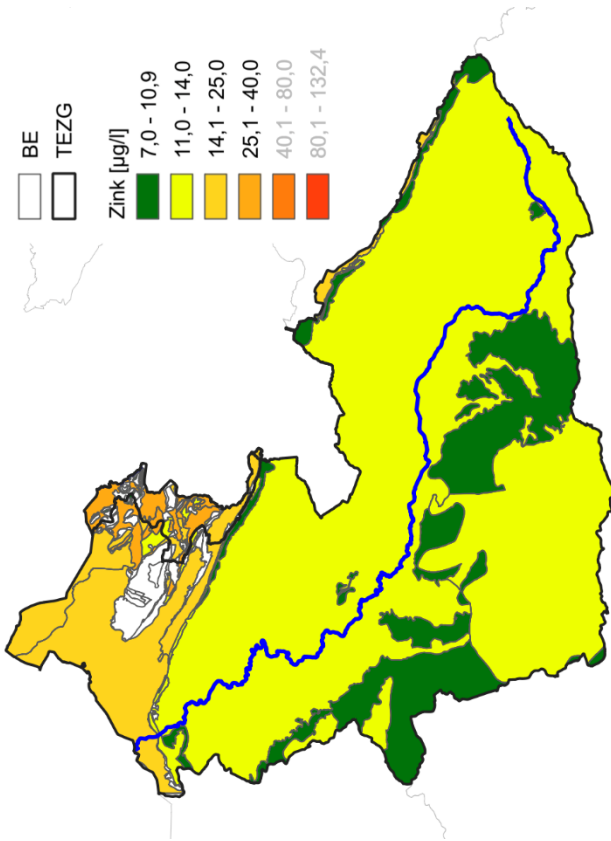 BE
TEZG
Zink [µg/l]
7,0 - 10,9
11,0 - 14,0
14,1 - 25,0
25,1 - 40,0
40,1 - 80,0
80,1 - 132,4